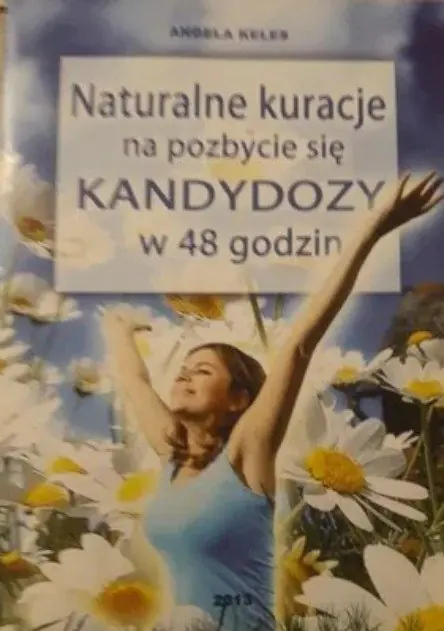 ANGELA KELES
Naturalne kuracje
na pozbycie się
KANDYDOZY
w 48 godzin
2013